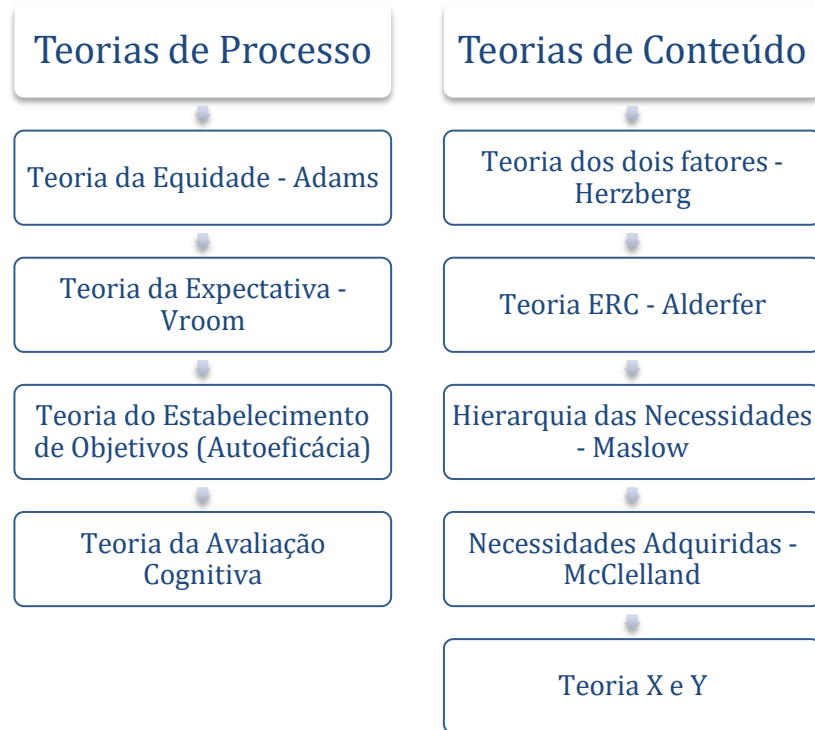 Teorias de Processo
Teoria da Equidade - Adams
Teoria da Expectativa -
Vroom
Teoria do Estabelecimento
de Objetivos (Autoeficácia)
Teoria da Avaliação
Cognitiva
Teorias de Conteúdo
Teoria dos dois fatores -
Herzberg
Teoria ERC - Alderfer
Hierarquia das Necessidades
- Maslow
Necessidades Adquiridas -
McClelland
Teoria X e Y